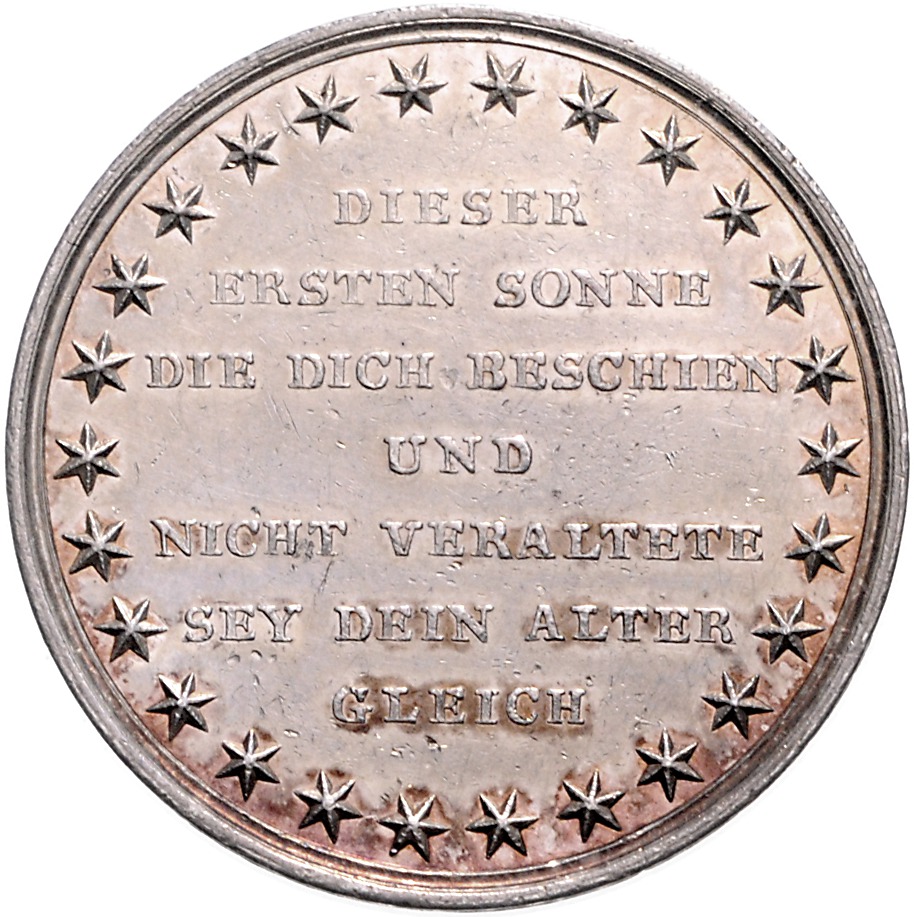 DIESER
ERSTEN SONNE
DIE DICH BESCHIEN
UND
NICHT VERALTETE
SEY DEIN ALTER
GLEICH